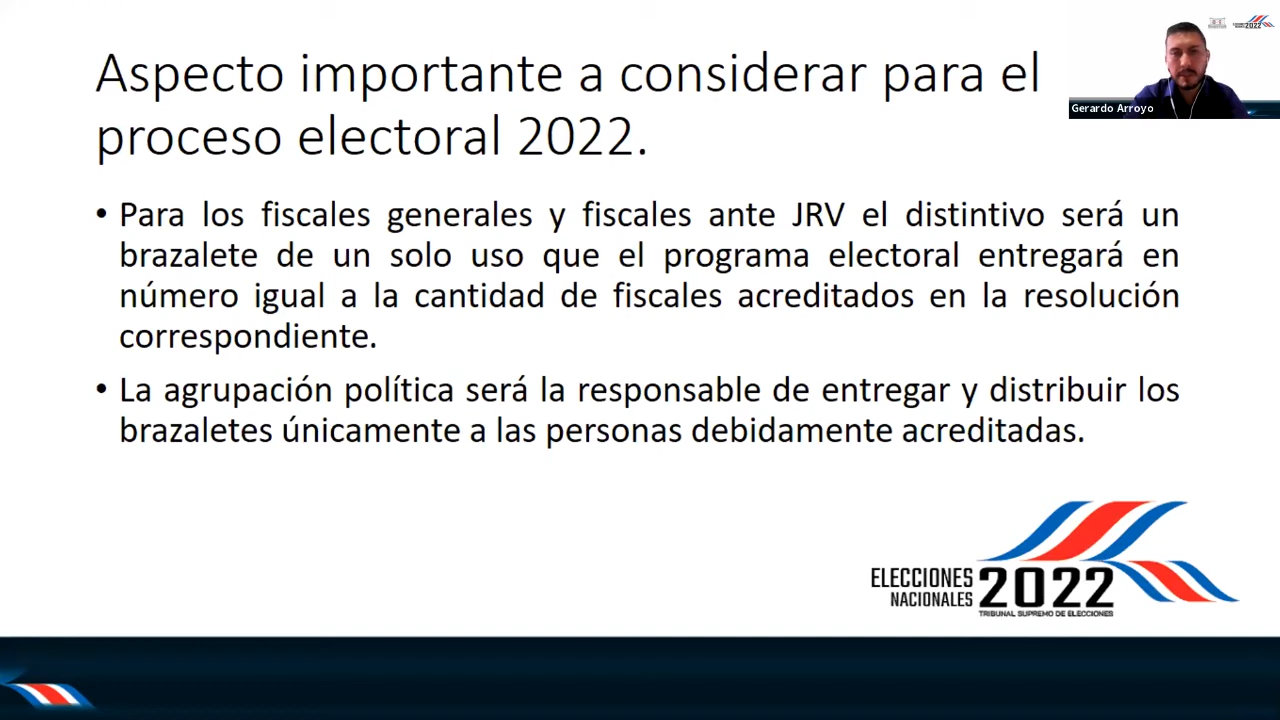 Aspecto importante a considerar para el
proceso electoral 2022.
Gerardo Arroyo
• Para los fiscales generales y fiscales ante JRV el distintivo será un
brazalete de un solo uso que el programa electoral entregará en
número igual a la cantidad de fiscales acreditados en la resolución
correspondiente.
• La agrupación política será la responsable de entregar y distribuir los
brazaletes únicamente a las personas debidamente acreditadas.
ELECCIONES
NACIONALES
2022
TRIBUNAL SUPREMO DE ELECCIONES